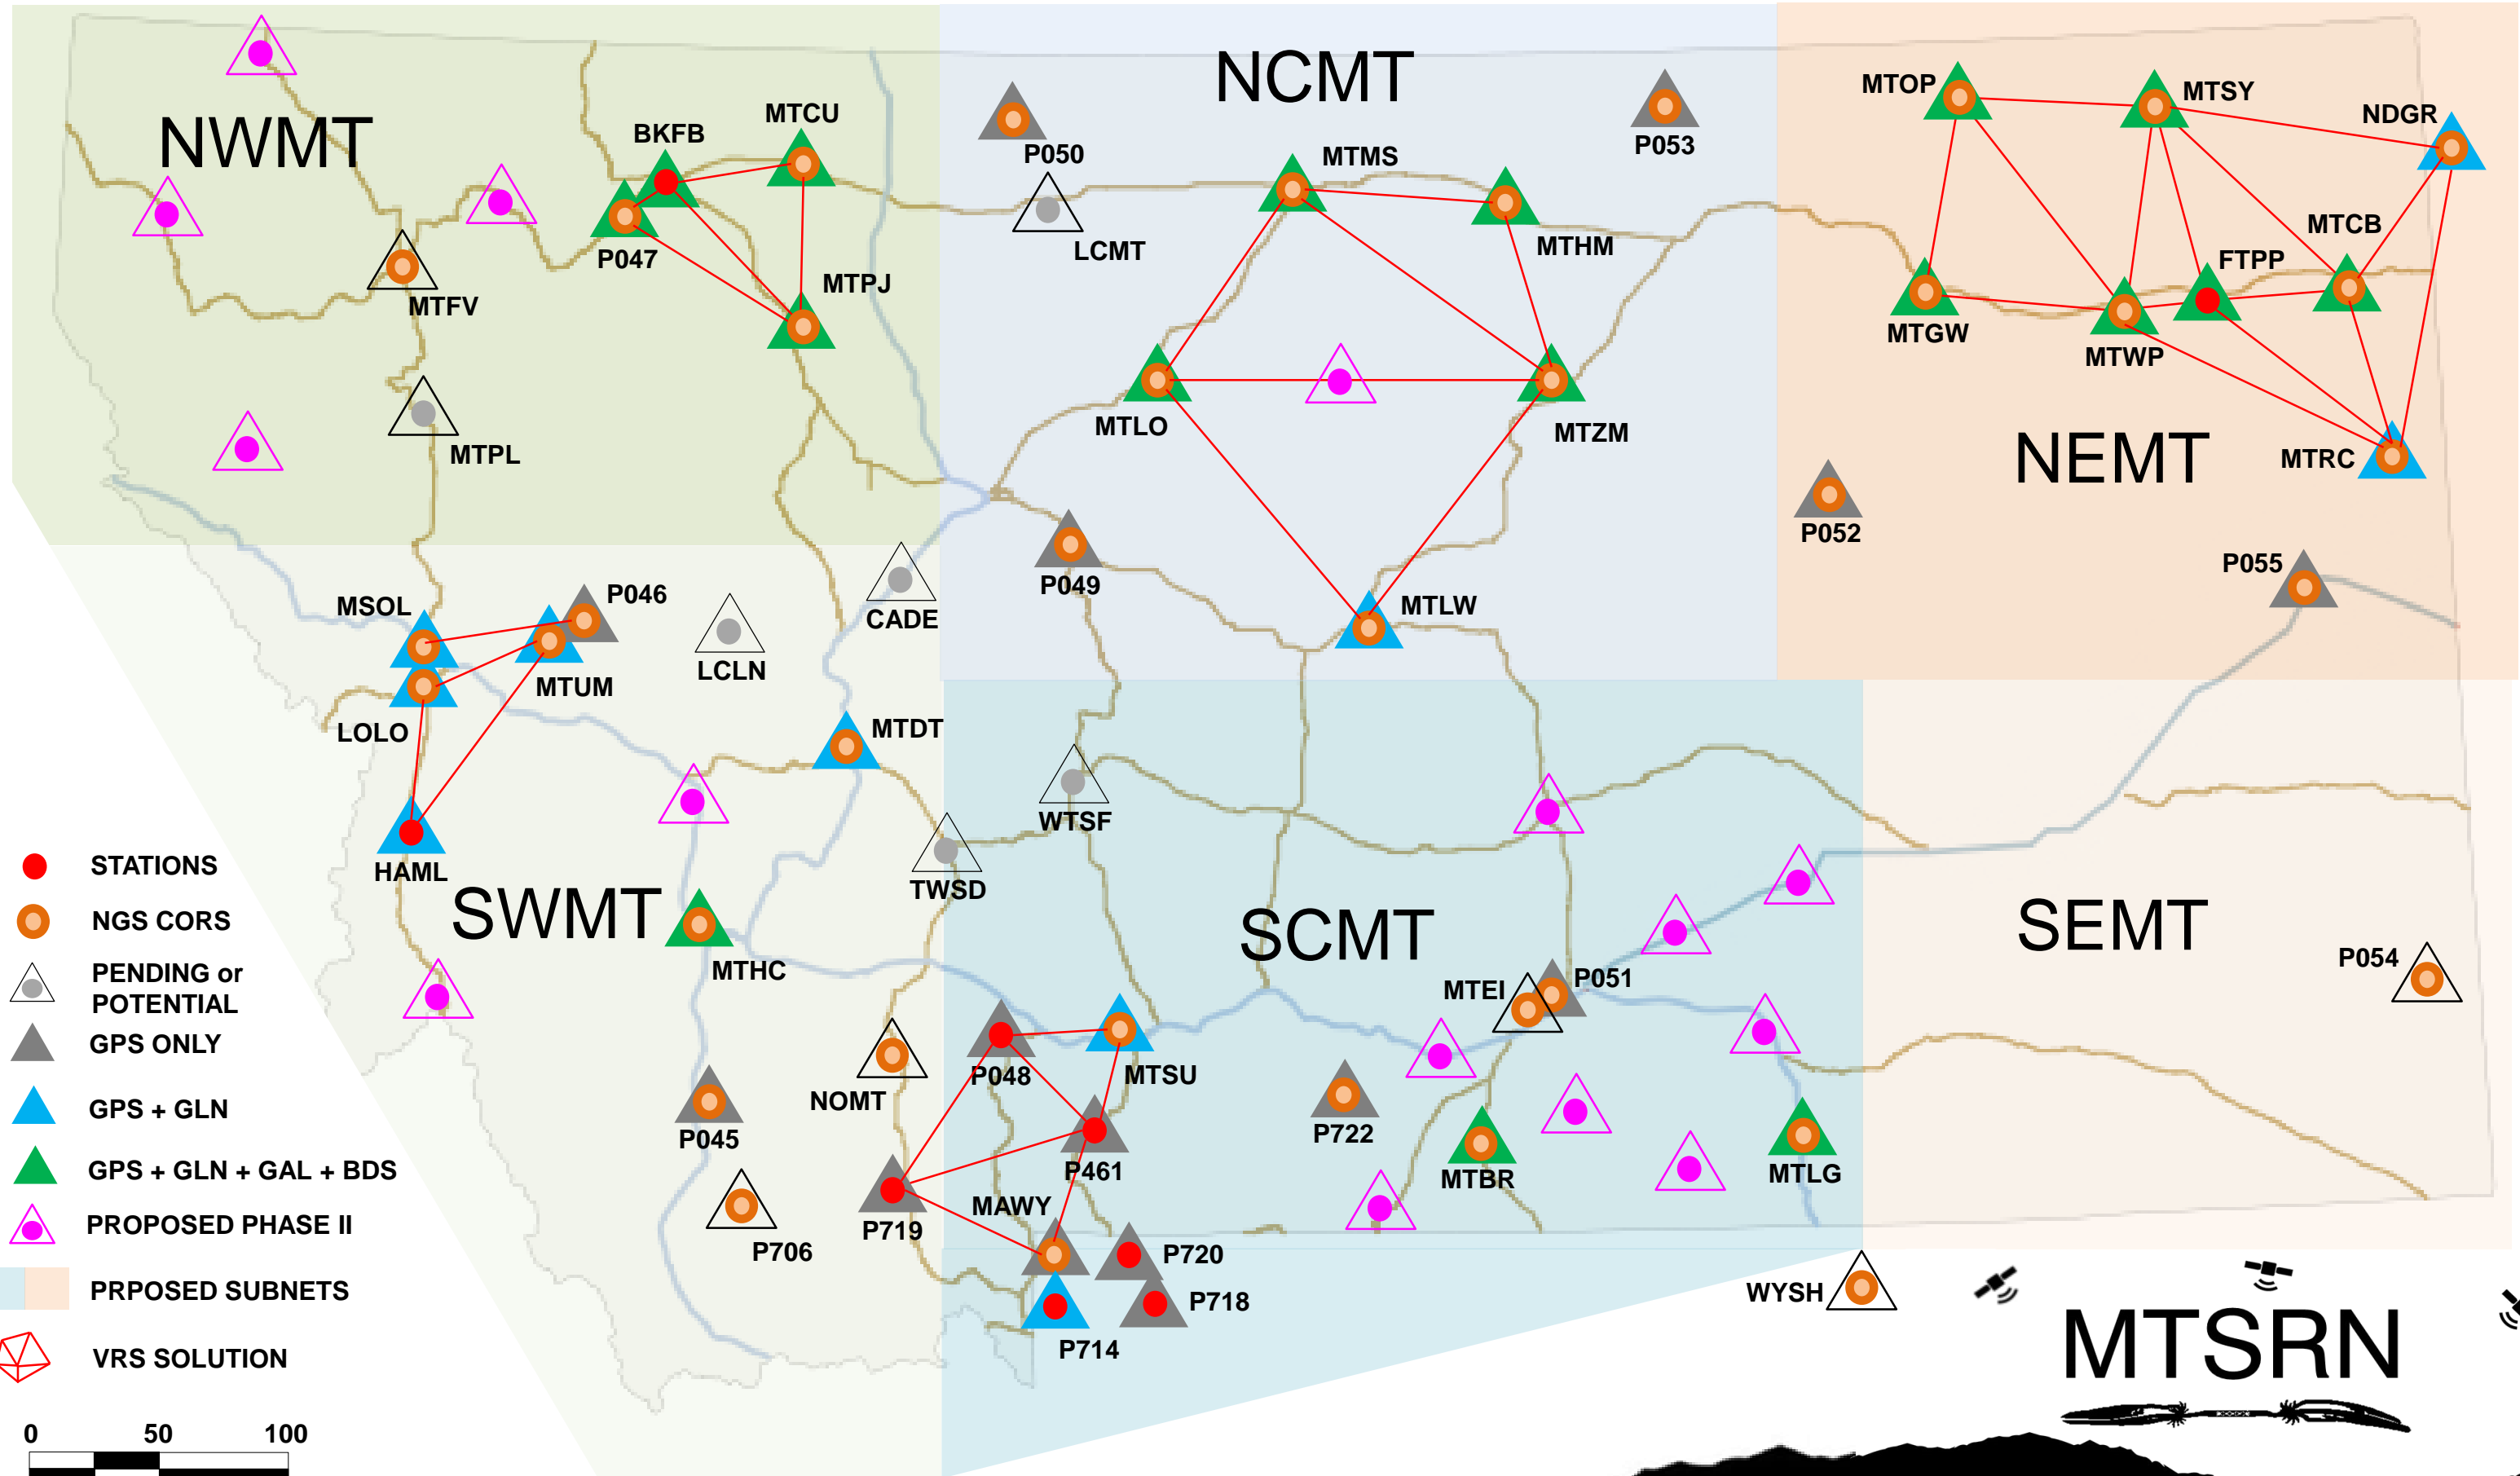 NCMT
MTOP
MTSY
NDGR
MTCU
BKFB
NWMT
P050
P053
MTMS
LCMT
MTHM
MTCB
P047
FTPP
MTPJ
MTFV
MTGW
MTWP
MTLO
MTZM
MTPL
NEMT
MTRC
P052
P055
P049
CADE
MTLW
P046
MSOL
LCLN
MTUM
LOLO
MTDT
WTSF
HAML
TWSD
SWMT
SCMT
SEMT
P054
MTHC
MTEI
P051
NOMT
P048
MTSU
P045
P461
P722
MTBR
MTLG
MAWY
P719
P706
P720
P718
P714
WYSH
STATIONS
NGS CORS
PENDING or
POTENTIAL
GPS ONLY
GPS + GLN
GPS + GLN + GAL + BDS
PROPOSED PHASE II
PRPOSED SUBNETS
VRS SOLUTION
0 50 100
MTSRN